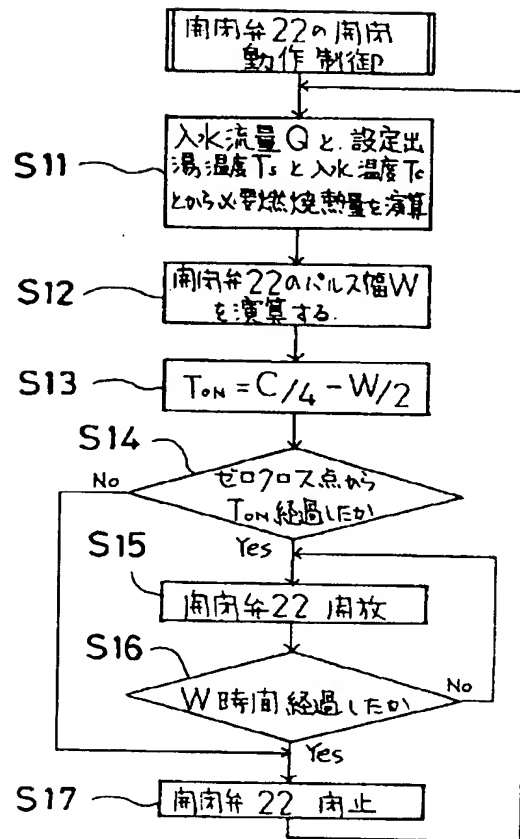 開閉弁22の開閉
動作制御
S11
入水流量Qと、設定出
湯温度Tsと入水温度Tc
とから必要燃焼熱量を演算
S12
開閉弁22のパルス幅W
を演算する.
S13
TON = C/4 - W/2
S14
ゼロクロス点から
TON経過したか
No
Yes
S15
開閉弁22 開放
S16
W時間経過したか
No
Yes
S17
開閉弁22 閉止